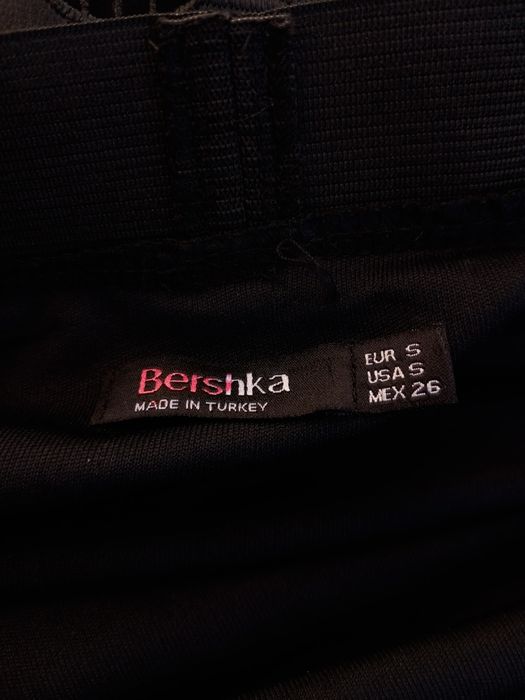 Bershka
MADE IN TURKEY
EUR S
USA S
MEX 26